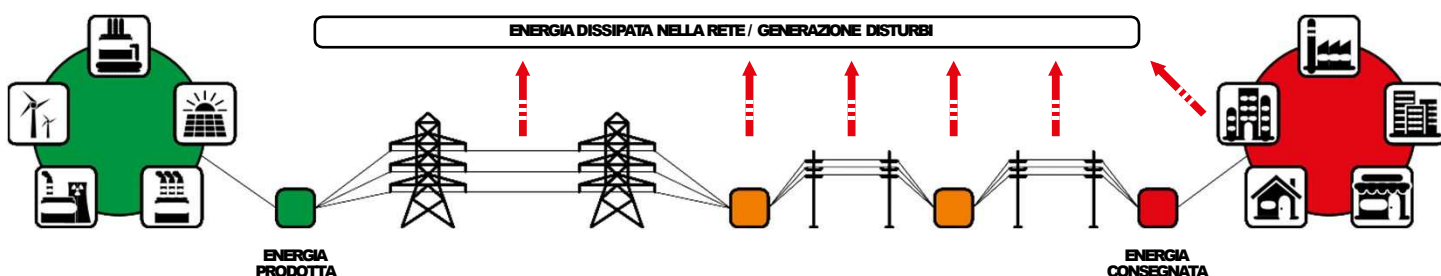 ENERGIA DISSIPATA NELLA RETE / GENERAZIONE DISTURBI
ENERGIA
PRODOTTA
ENERGIA
CONSEGNATA